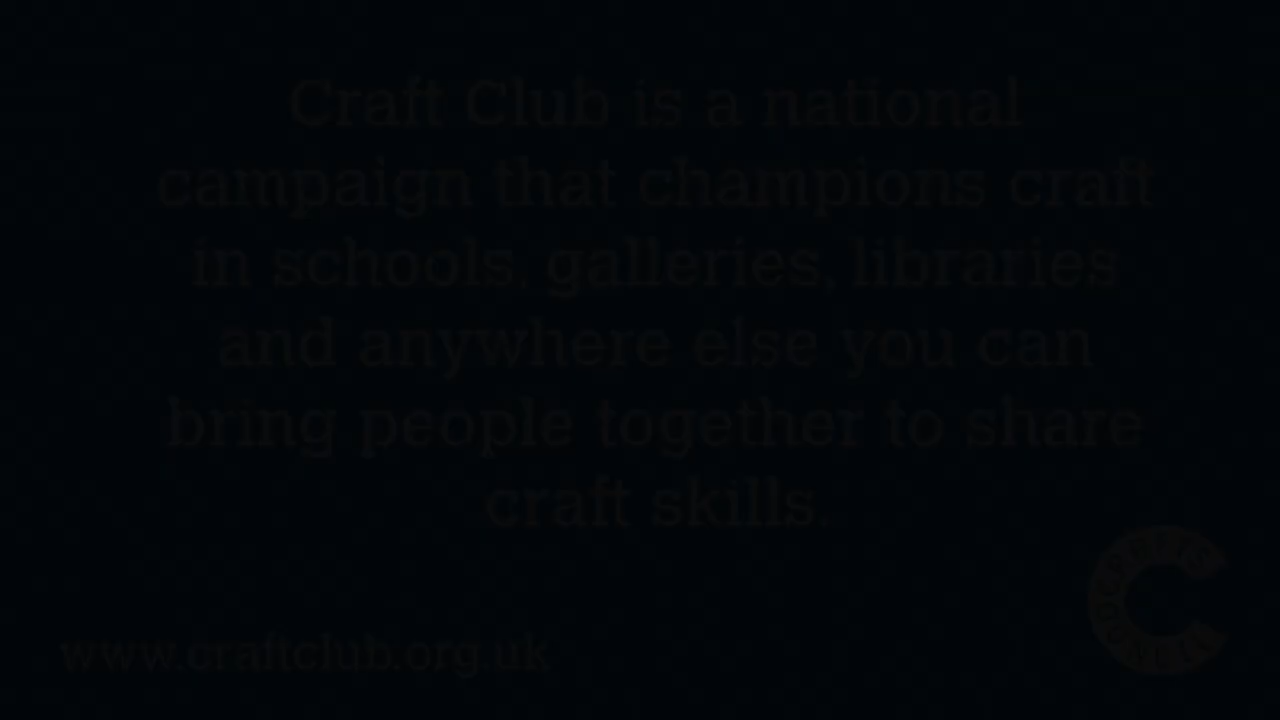 Craft Club is a national
campaign that champions craft
in schools, galleries, libraries
and anywhere else you can
bring people together to share
craft skills.
www.craftclub.org.uk